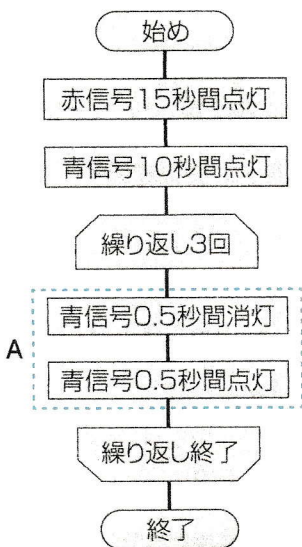 始め
赤信号15秒間点灯
青信号10秒間点灯
繰り返し3回
A
青信号0.5秒間消灯
青信号0.5秒間点灯
繰り返し終了
終了